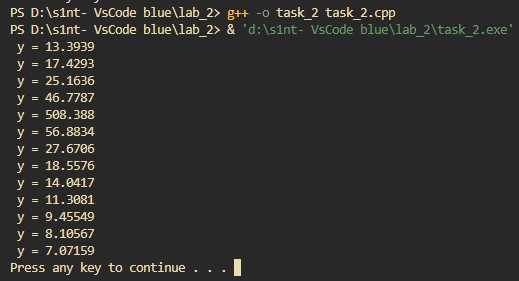 PS D:\s1nt- VsCode blue\lab_2> g++ -o task_2 task_2.cpp
PS D:\s1nt- VsCode blue\lab_2> & 'd:\s1nt- VsCode blue\lab_2\task_2.exe'
y = 13.3939
y = 17.4293
y = 25.1636
y = 46.7787
y = 508.388
y = 56.8834
y = 27.6706
y = 18.5576
y = 14.0417
y = 11.3081
y = 9.45549
y = 8.10567
y = 7.07159
Press any key to continue . . .